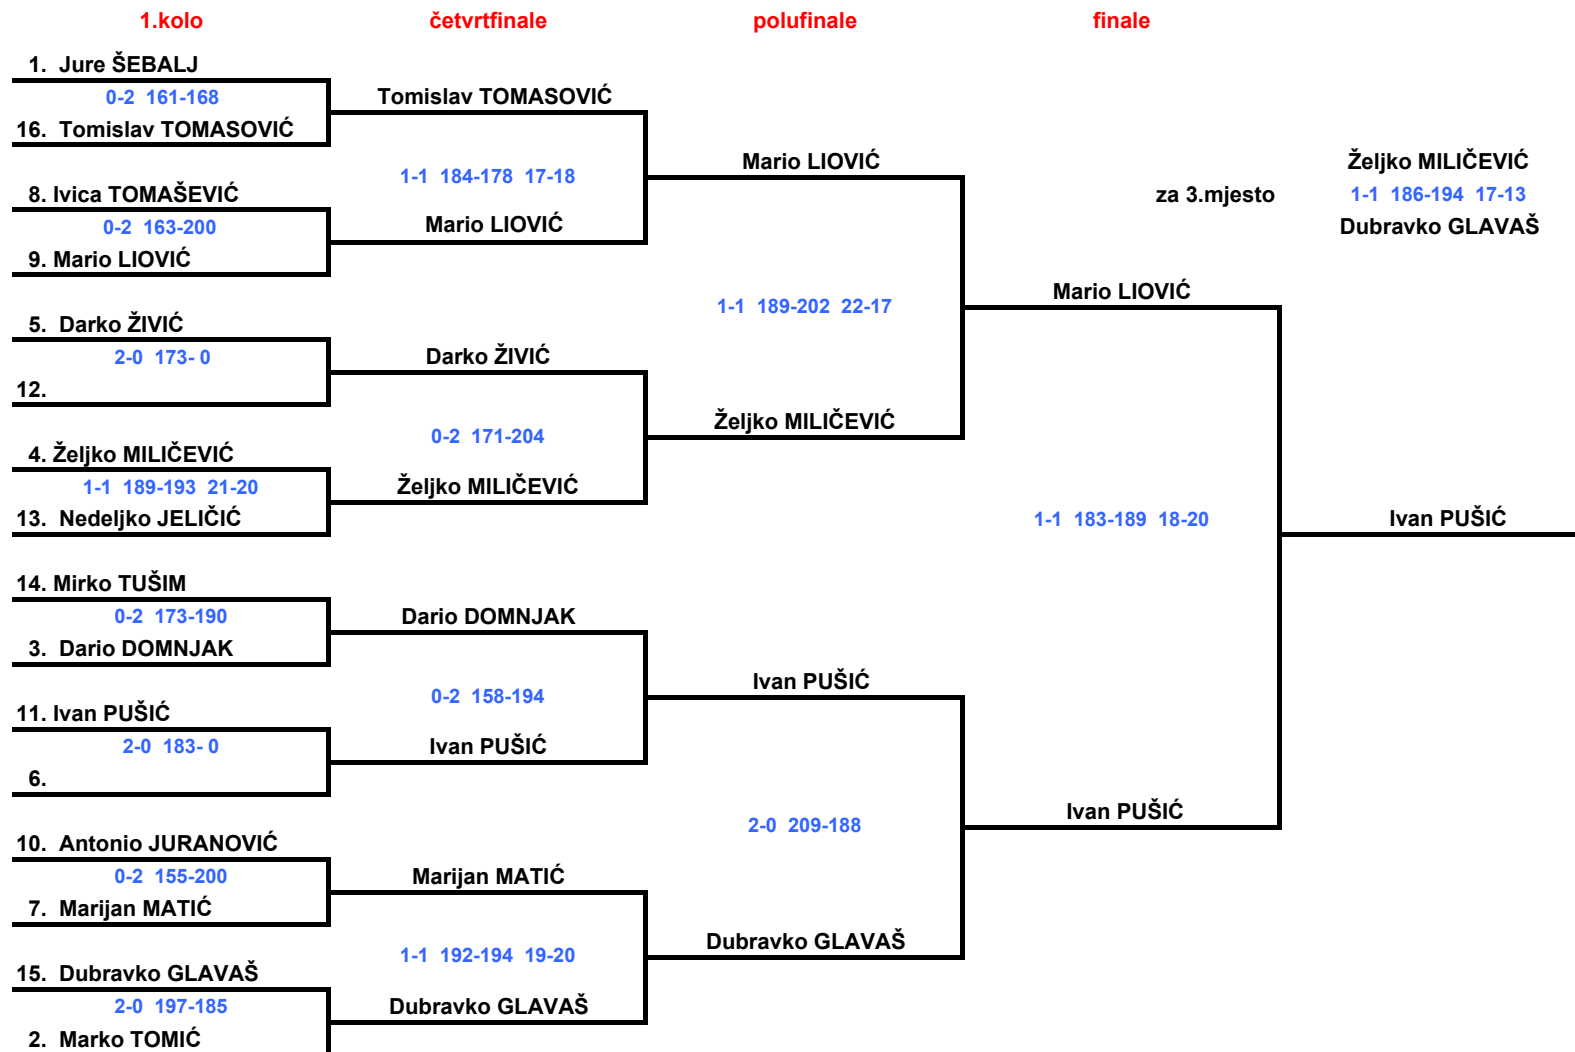 1.kolo četvrtfinale polufinale finale
1. Jure ŠEBALJ
0-2 161-168 Tomislav TOMASOVIĆ
16. Tomislav TOMASOVIĆ
Mario LIOVIĆ Željko MILIČEVIĆ
1-1 184-178 17-18
8. Ivica TOMAŠEVIĆ za 3.mjesto 1-1 186-194 17-13
0-2 163-200 Mario LIOVIĆ Dubravko GLAVAŠ
9. Mario LIOVIĆ
Mario LIOVIĆ
1-1 189-202 22-17
5. Darko ŽIVIĆ
2-0 173- 0 Darko ŽIVIĆ
12.
Željko MILIČEVIĆ
0-2 171-204
4. Željko MILIČEVIĆ
1-1 189-193 21-20 Željko MILIČEVIĆ
13. Nedeljko JELIČIĆ 1-1 183-189 18-20 Ivan PUŠIĆ
14. Mirko TUŠIM
0-2 173-190 Dario DOMNJAK
3. Dario DOMNJAK
Ivan PUŠIĆ
0-2 158-194
11. Ivan PUŠIĆ
2-0 183- 0 Ivan PUŠIĆ
6.
Ivan PUŠIĆ
2-0 209-188
10. Antonio JURANOVIĆ
0-2 155-200 Marijan MATIĆ
7. Marijan MATIĆ
Dubravko GLAVAŠ
1-1 192-194 19-20
15. Dubravko GLAVAŠ
2-0 197-185 Dubravko GLAVAŠ
2. Marko TOMIĆ